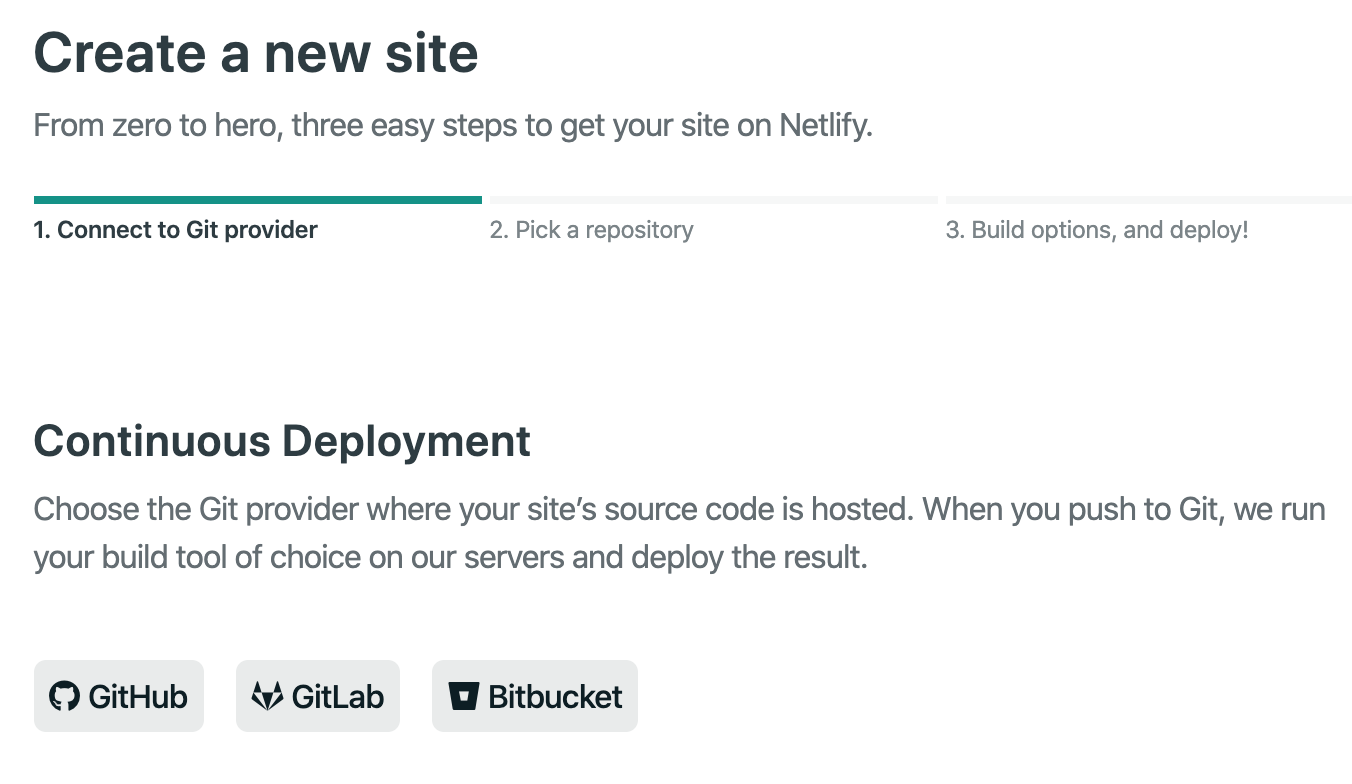 Create a new site
From zero to hero, three easy steps to get your site on Netlify.
1. Connect to Git provider
2. Pick a repository
3. Build options, and deploy!
Continuous Deployment
Choose the Git provider where your site’s source code is hosted. When you push to Git, we run
your build tool of choice on our servers and deploy the result.
GitHub
GitLab
Bitbucket